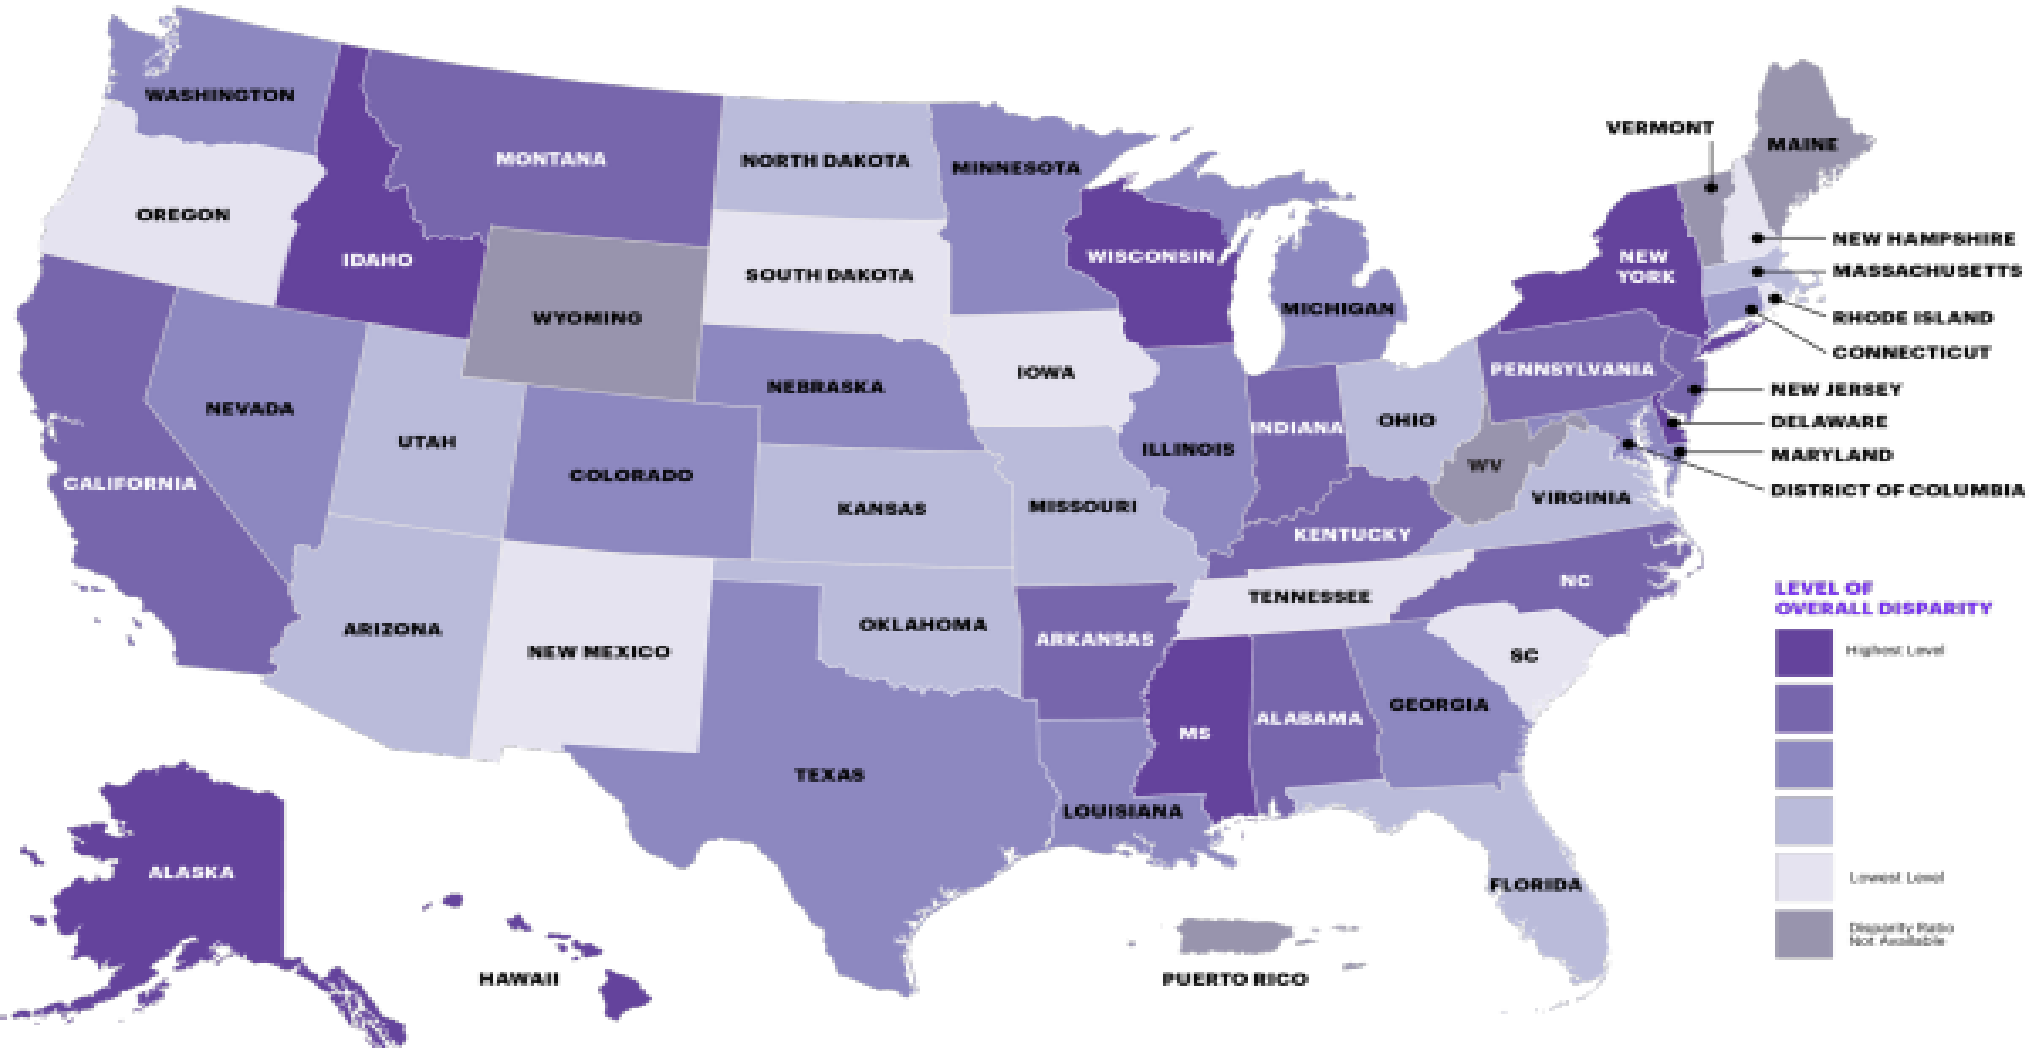 WASHINGTON
MONTANA
NORTH DAKOTA
MINNESOTA
VERMONT
MAINE
OREGON
IDAHO
SOUTH DAKOTA
WISCONSIN
NEW
YORK
NEW HAMPSHIRE
MASSACHUSETTS
WYOMING
MICHIGAN
RHODE ISLAND
CONNECTICUT
NEVADA
NEBRASKA
IOWA
PENNSYLVANIA
NEW JERSEY
UTAH
COLORADO
ILLINOIS
INDIANA
OHIO
DELAWARE
MARYLAND
CALIFORNIA
KANSAS
MISSOURI
WV
VIRGINIA
DISTRICT OF COLUMBIA
KENTUCKY
NC
ARIZONA
NEW MEXICO
OKLAHOMA
ARKANSAS
TENNESSEE
SC
TEXAS
LOUISIANA
MS
ALABAMA
GEORGIA
FLORIDA
ALASKA
HAWAII
PUERTO RICO
LEVEL OF
OVERALL DISPARITY
Highest Level
Lowest Level
Disparity Ratio
Not Available